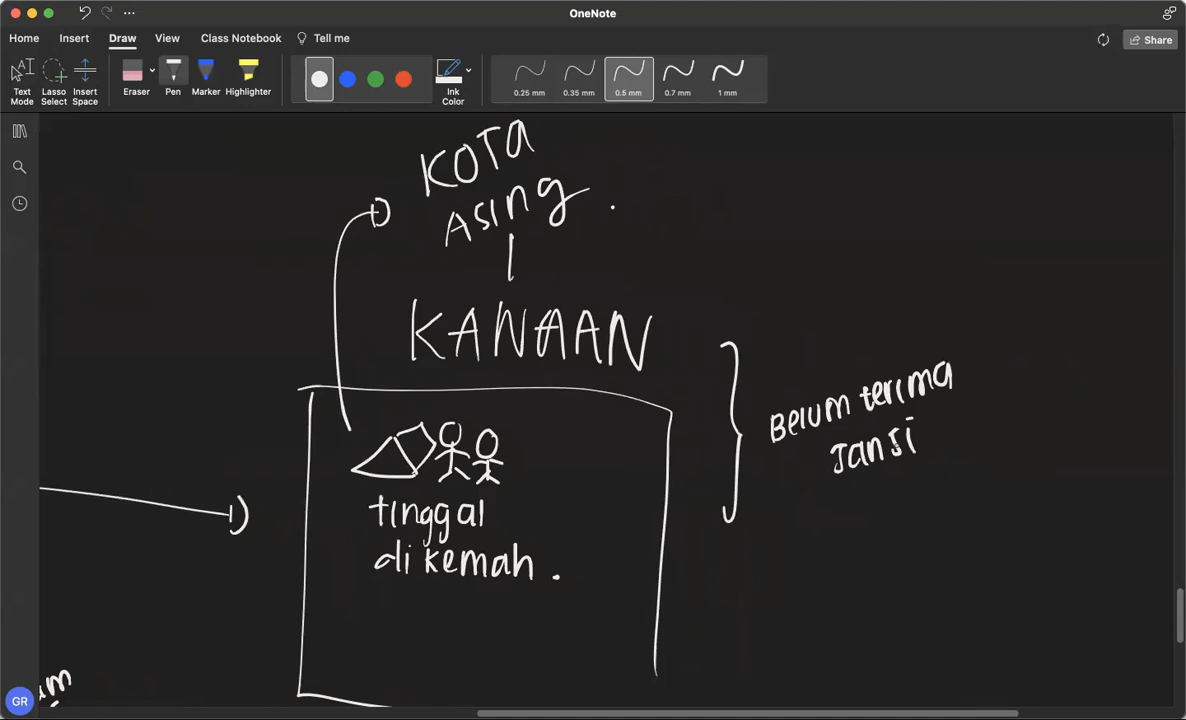 OneNote
Home Insert Draw View Class Notebook Tell me
Share
Text Mode
Lasso Select
Insert Space
Eraser
Pen
Marker
Highlighter
Ink Color
0.25 mm
0.35 mm
0.5 mm
0.7 mm
1 mm
KOTA
Asing.
KANAAN
Belum terima
Janji
tinggal
di kemah.
GR